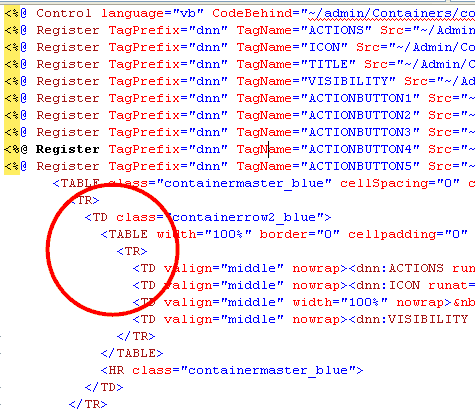 <%@ Control language="vb" CodeBehind="~/admin/Containers/co
<%@ Register TagPrefix="dnn" TagName="ACTIONS" Src="~/Admi
<%@ Register TagPrefix="dnn" TagName="ICON" Src="~/Admin/Co
<%@ Register TagPrefix="dnn" TagName="TITLE" Src="~/Admin/C
<%@ Register TagPrefix="dnn" TagName="VISIBILITY" Src="~/Ad
<%@ Register TagPrefix="dnn" TagName="ACTIONBUTTON1" Src="~
<%@ Register TagPrefix="dnn" TagName="ACTIONBUTTON2" Src="~
<%@ Register TagPrefix="dnn" TagName="ACTIONBUTTON3" Src="~
<%@ Register TagPrefix="dnn" TagName="ACTIONBUTTON4" Src="~
<%@ Register TagPrefix="dnn" TagName="ACTIONBUTTON5" Src="~
<TABLE class="containermaster_blue" cellSpacing="0" c
<TR>
<TD class="containerrow2_blue">
<TABLE width="100%" border="0" cellpadding="0"
<TR>
<TD valign="middle" nowrap><dnn:ACTIONS run
<TD valign="middle" nowrap><dnn:ICON runat=
<TD valign="middle" width="100%" nowrap>&nb
<TD valign="middle" nowrap><dnn:VISIBILITY
</TR>
</TABLE>
<HR class="containermaster_blue">
</TD>
</TR>